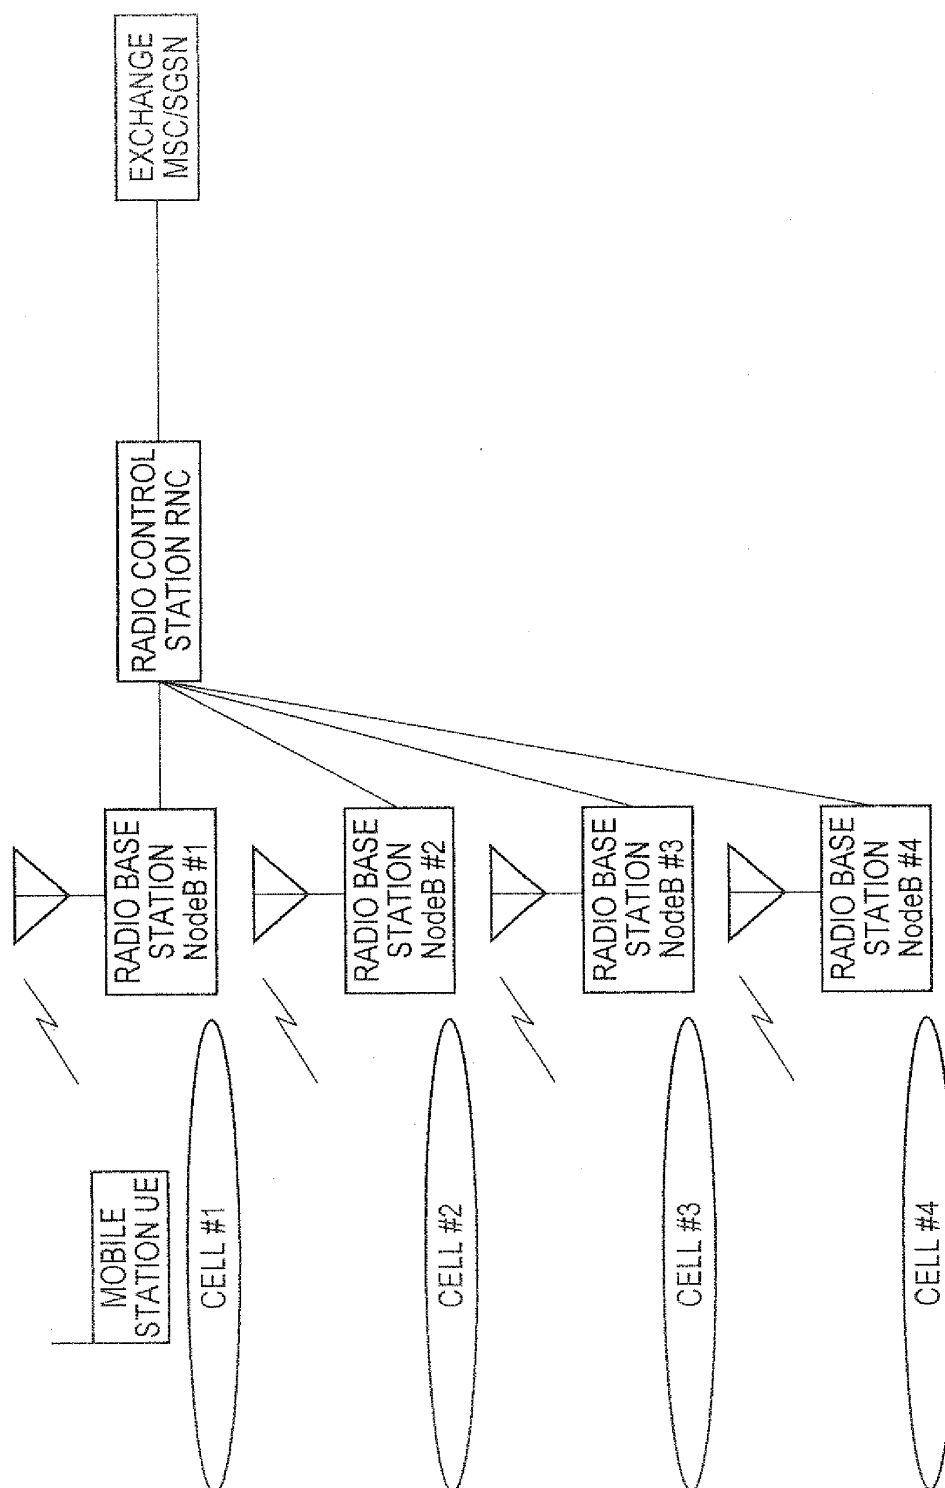 EXCHANGE
MSC/SGSN
RADIO CONTROL
STATION RNC
RADIO BASE
STATION
NodeB #1
RADIO BASE
STATION
NodeB #2
RADIO BASE
STATION
NodeB #3
RADIO BASE
STATION
NodeB #4
MOBILE
STATION UE
CELL #1
CELL #2
CELL #3
CELL #4